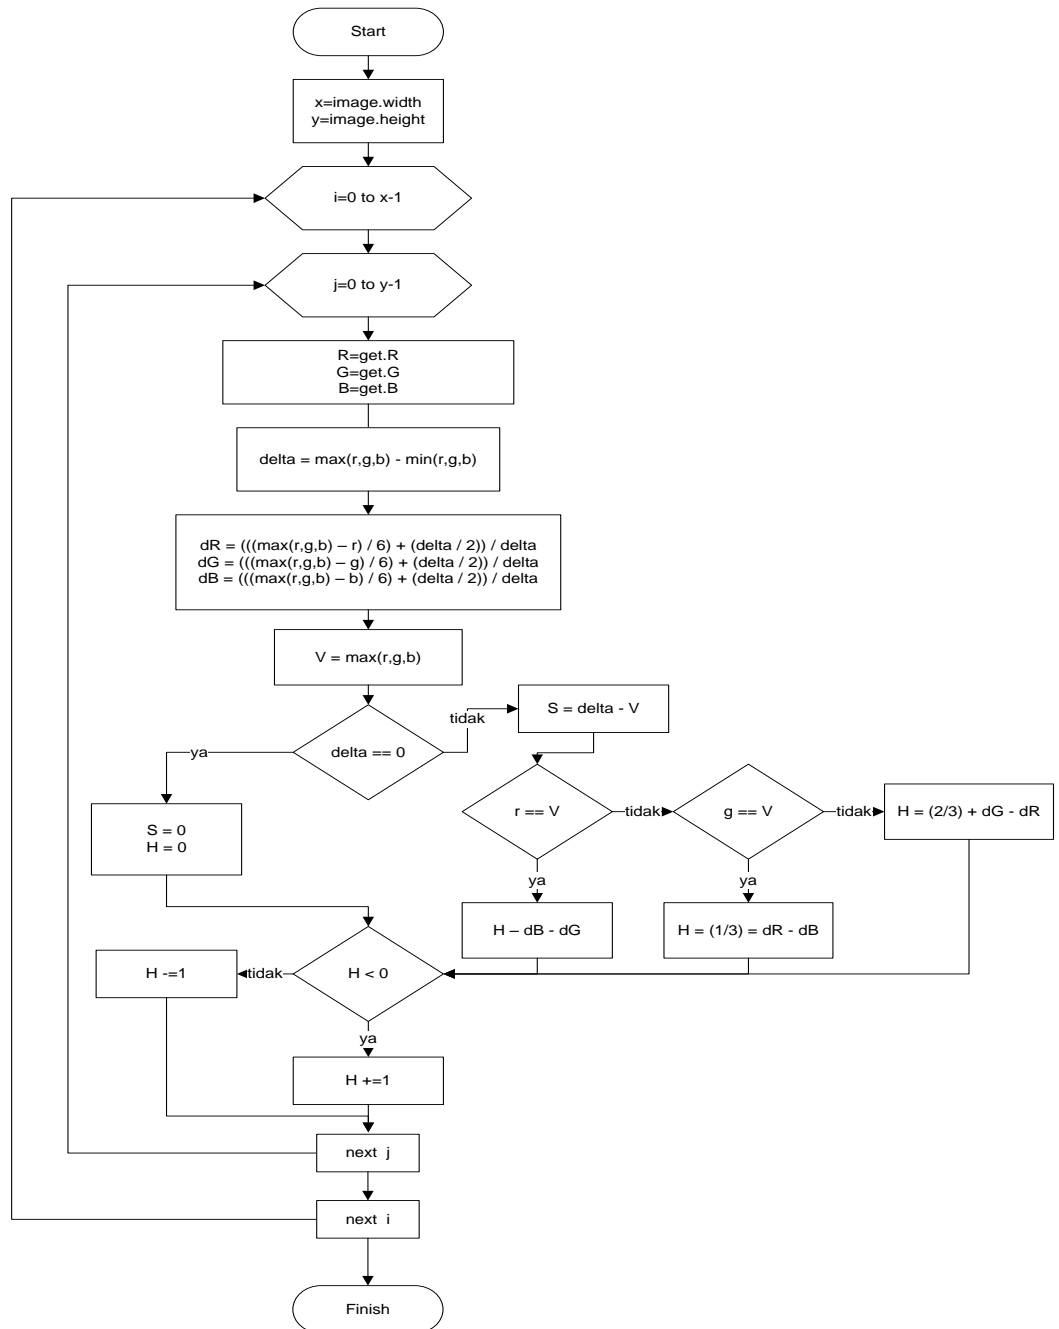 Start
x=image.width
y=image.height
i=0 to x-1
j=0 to y-1
R=get.R
G=get.G
B=get.B
delta = max(r,g,b) - min(r,g,b)
dR = (((max(r,g,b) – r) / 6) + (delta / 2)) / delta
dG = (((max(r,g,b) – g) / 6) + (delta / 2)) / delta
dB = (((max(r,g,b) – b) / 6) + (delta / 2)) / delta
V = max(r,g,b)
delta == 0
tidak
S = delta - V
ya
S = 0
H = 0
r == V
tidak
g == V
tidak
H = (2/3) + dG - dR
ya
ya
H – dB - dG
H = (1/3) = dR - dB
H < 0
tidak
H -=1
ya
H +=1
next j
next i
Finish